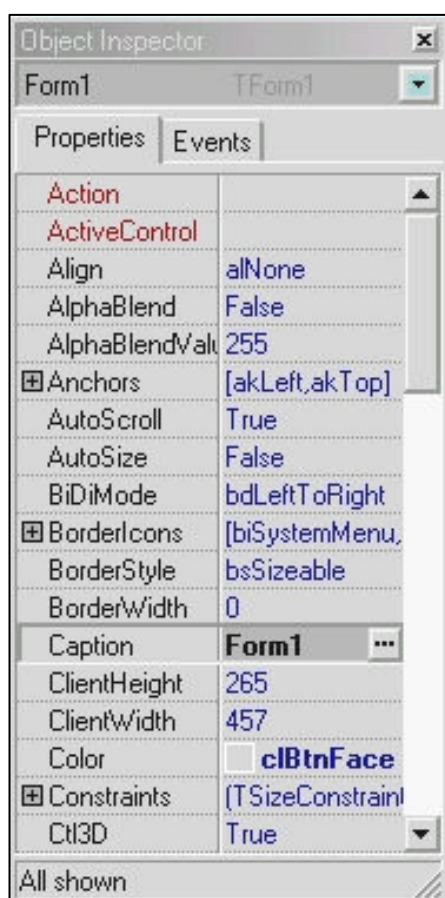 Object Inspector
Form1 TForm1
Properties Events
Action
ActiveControl
Align alNone
AlphaBlend False
AlphaBlendValu 255
Anchors [akLeft,akTop]
AutoScroll True
AutoSize False
BiDiMode bdLeftToRight
BorderIcons [biSystemMenu,
BorderStyle bsSizeable
BorderWidth 0
Caption Form1 ...
ClientHeight 265
ClientWidth 457
Color clBtnFace
Constraints (TSizeConstraint
Ctl3D True
All shown